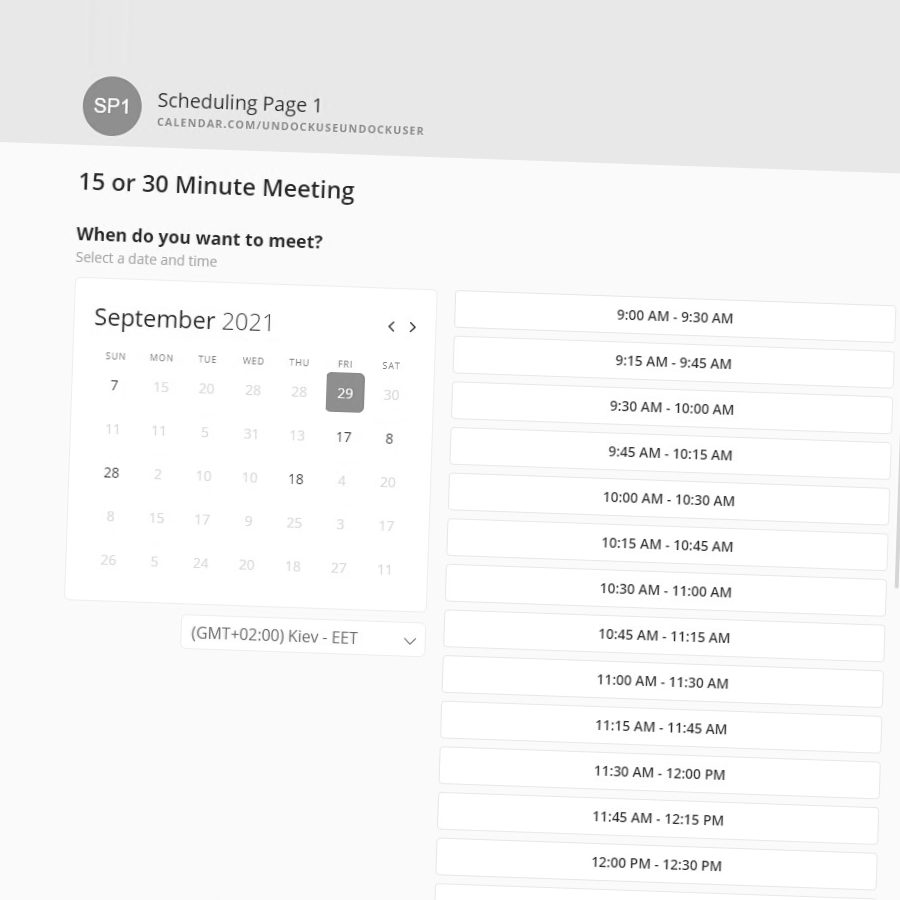 SP1
Scheduling Page 1
CALENDAR.COM/UNDOCKUSEUNDOCKUSER
15 or 30 Minute Meeting
When do you want to meet?
Select a date and time
September 2021
SUN MON TUE WED THU FRI SAT
7 15 20 28 28 29 30
11 11 5 31 13 17 8
28 2 10 10 18 4 20
8 15 17 9 25 3 17
26 5 24 20 18 27 11
(GMT+02:00) Kiev - EET
9:00 AM - 9:30 AM
9:15 AM - 9:45 AM
9:30 AM - 10:00 AM
9:45 AM - 10:15 AM
10:00 AM - 10:30 AM
10:15 AM - 10:45 AM
10:30 AM - 11:00 AM
10:45 AM - 11:15 AM
11:00 AM - 11:30 AM
11:15 AM - 11:45 AM
11:30 AM - 12:00 PM
11:45 AM - 12:15 PM
12:00 PM - 12:30 PM